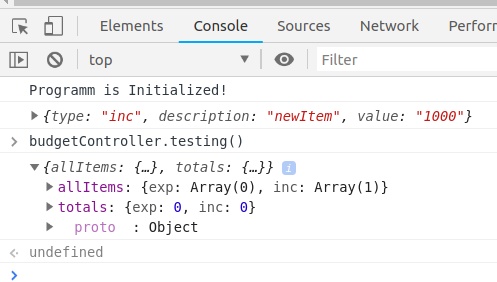 Elements Console Sources Network Perform
top Filter
Programm is Initialized!
{type: "inc", description: "newItem", value: "1000"}
budgetController.testing()
{allItems: {…}, totals: {…}} i
allItems: {exp: Array(0), inc: Array(1)}
totals: {exp: 0, inc: 0}
proto : Object
undefined